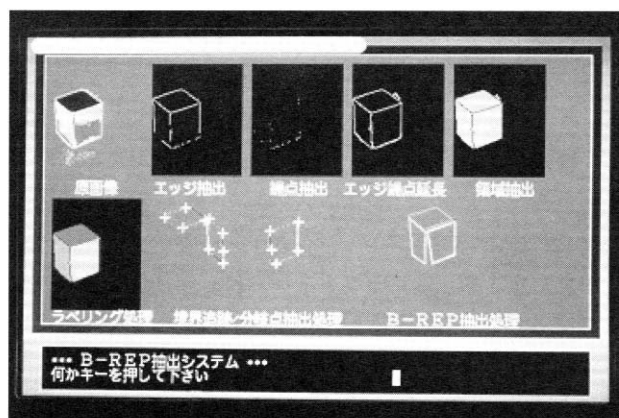 原画像 エッジ抽出 端点抽出 エッジ端点延長 領域抽出
ラベリング処理 境界追跡・分岐点抽出処理 B-REP抽出処理
••• B-REP抽出システム •••
何かキーを押して下さい